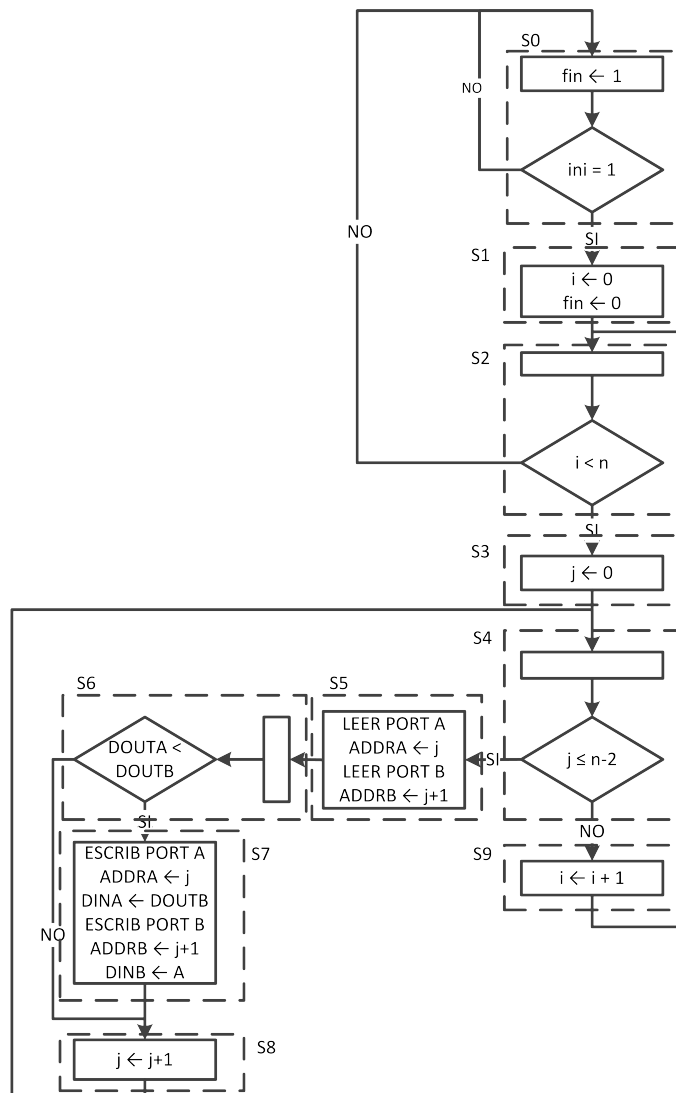 S0
fin ← 1
NO
ini = 1
NO
SI
S1
i ← 0
fin ← 0
S2
i < n
SI
S3
j ← 0
S4
S6
S5
LEER PORT A
ADDRA ← j
LEER PORT B
ADDRB ← j+1
DOUTA <
DOUTB
SI
j ≤ n-2
SI
NO
S7
ESCRIB PORT A
ADDRA ← j
DINA ← DOUTB
ESCRIB PORT B
ADDRB ← j+1
DINB ← A
NO
S9
i ← i + 1
S8
j ← j+1